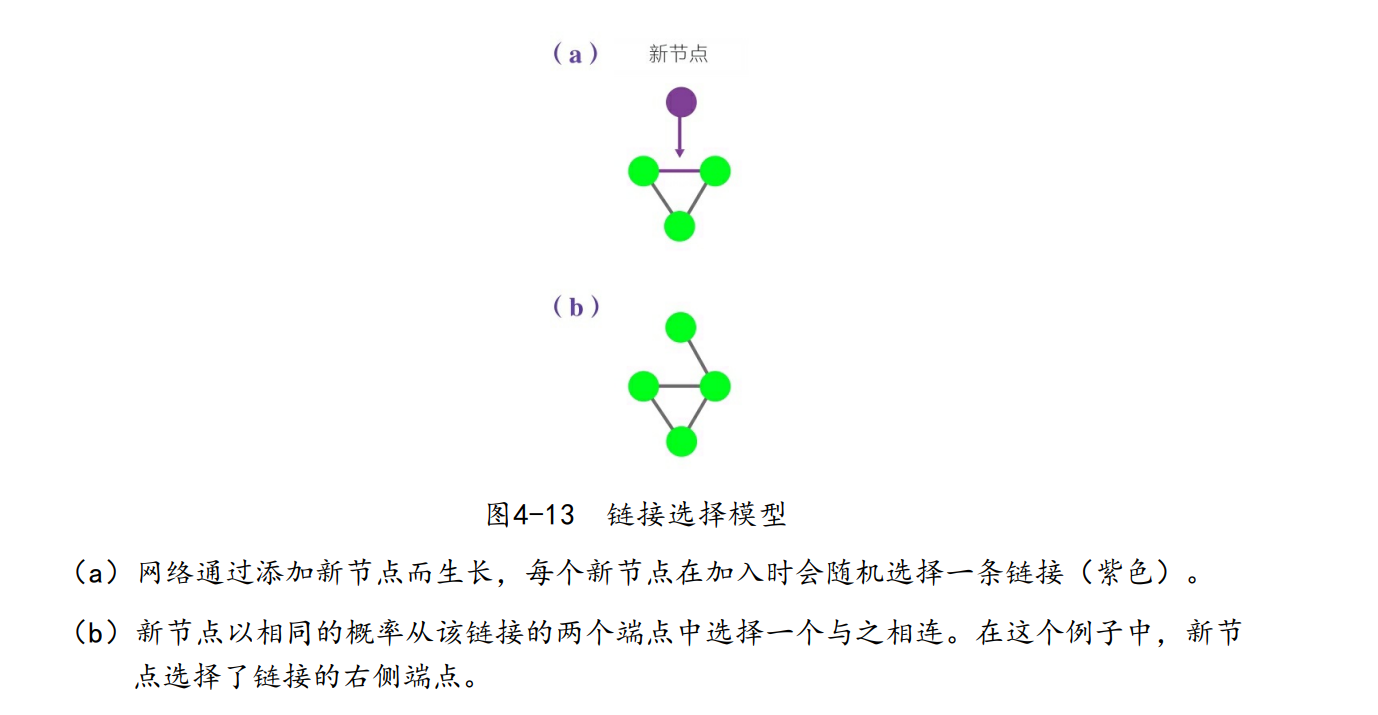 （a） 新节点
（b）
图4-13 链接选择模型
（a）网络通过添加新节点而生长，每个新节点在加入时会随机选择一条链接（紫色）。
（b）新节点以相同的概率从该链接的两个端点中选择一个与之相连。在这个例子中，新节
点选择了链接的右侧端点。